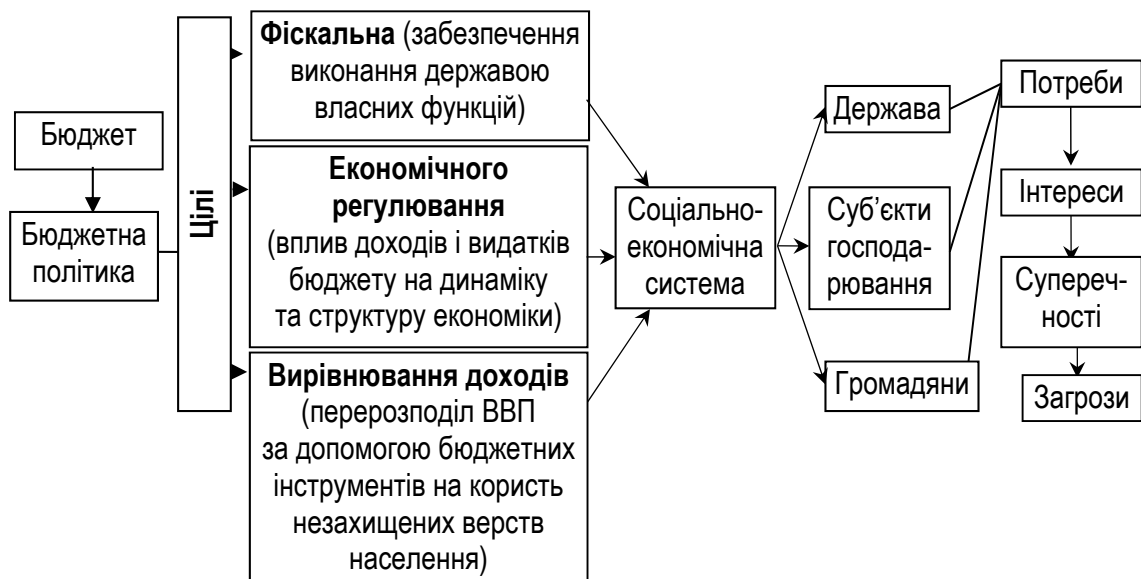 Бюджет
Бюджетна
політика
Цілі
Фіскальна (забезпечення
виконання державою
власних функцій)
Економічного
регулювання
(вплив доходів і видатків
бюджету на динаміку
та структуру економіки)
Вирівнювання доходів
(перерозподіл ВВП
за допомогою бюджетних
інструментів на користь
незахищених верств
населення)
Соціально-
економічна
система
Держава
Суб’єкти
господа-
рювання
Громадяни
Потреби
Інтереси
Супереч-
ності
Загрози